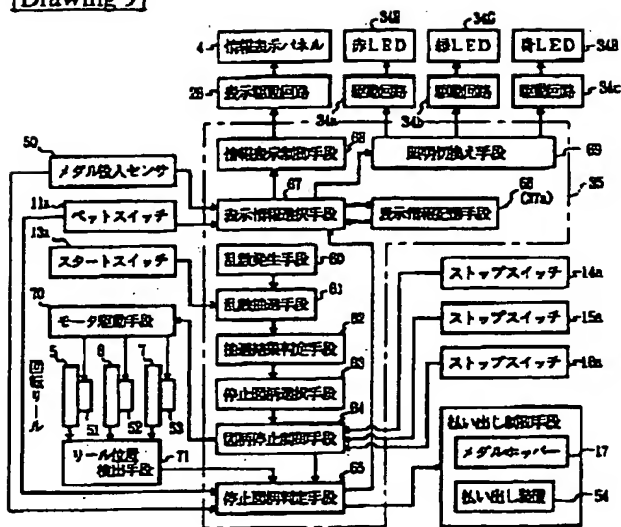 [Drawing 9]
4
情報表示パネル
34R
赤LED
34G
緑LED
34B
青LED
26
表示駆動回路
34a
駆動回路
34b
駆動回路
34c
駆動回路
50
メダル投入センサ
情報表示制御手段
68
照明切換え手段
69
11a
ベットスイッチ
67
表示情報選択手段
表示情報記憶手段
66
(37a)
35
13a
スタートスイッチ
乱数発生手段
60
乱数抽選手段
61
ストップスイッチ
14a
70
モータ駆動手段
抽選結果判定手段
62
ストップスイッチ
15a
5
6
7
停止図柄選択手段
63
ストップスイッチ
16a
回転リール
51
52
53
図柄停止制御手段
64
払い出し制御手段
リール位置
検出手段
71
停止図柄判定手段
65
メダルホッパー
17
払い出し装置
54